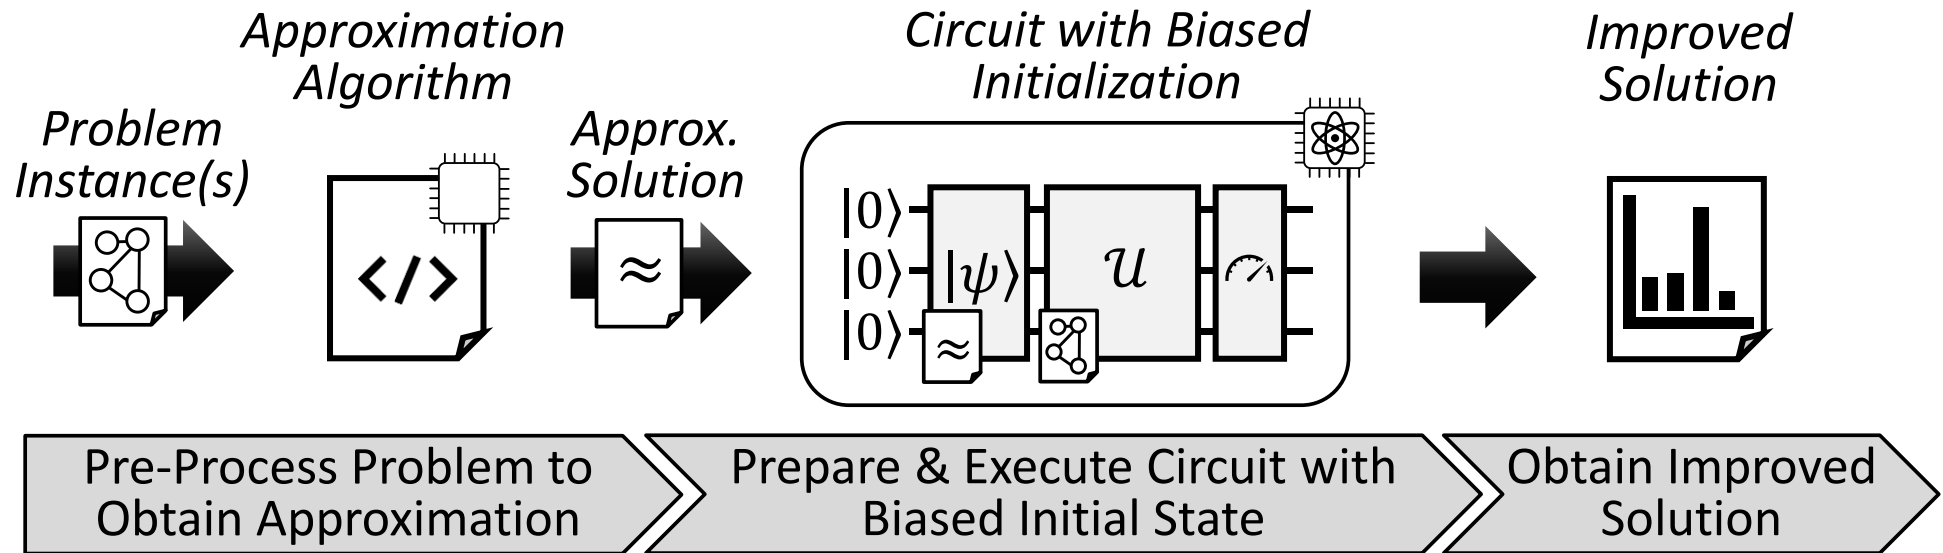 Problem
Instance(s)
Approximation
Algorithm
</>
Approx.
Solution
≈
Circuit with Biased
Initialization
|0⟩
|0⟩
|0⟩
|ψ⟩
≈
𝒰
Improved
Solution
Pre-Process Problem to
Obtain Approximation
Prepare & Execute Circuit with
Biased Initial State
Obtain Improved
Solution